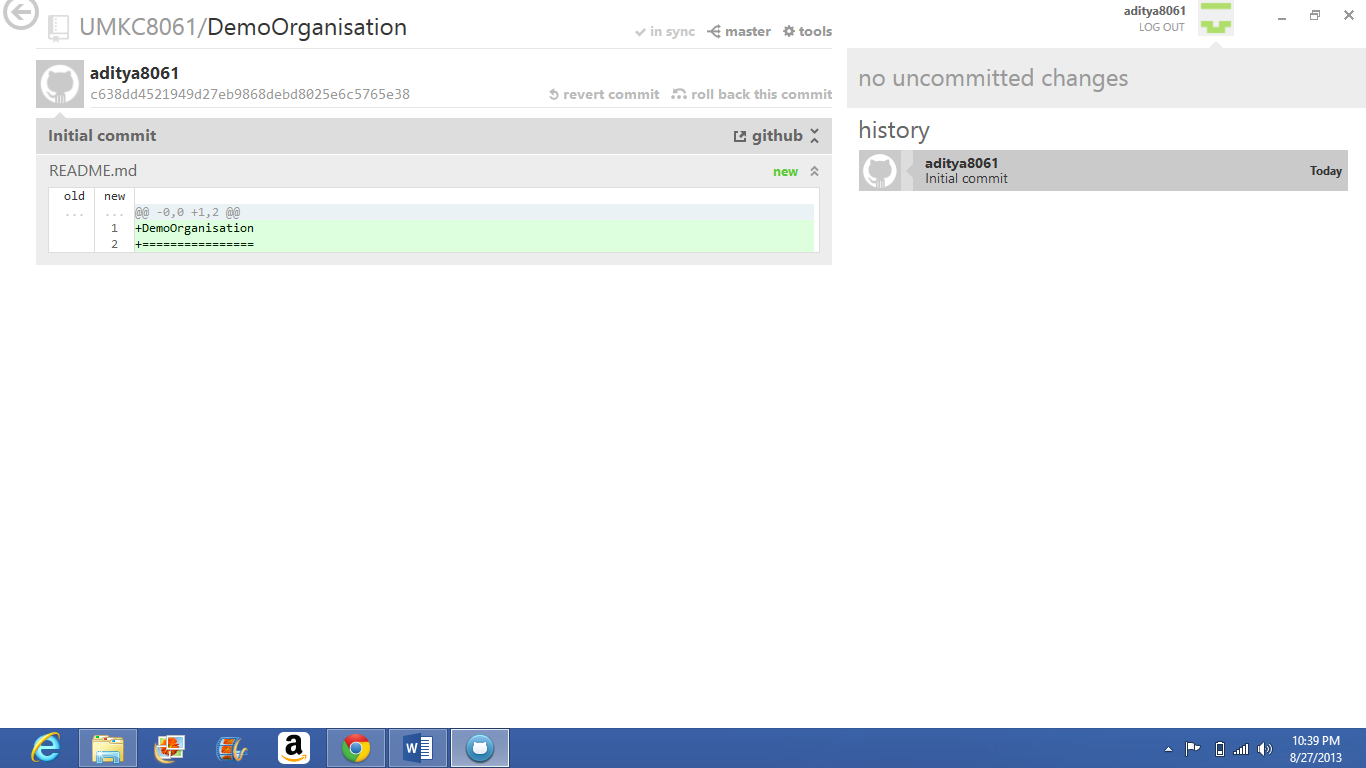 UMKC8061/DemoOrganisation
in sync master tools
aditya8061
LOG OUT
aditya8061
c638dd4521949d27eb9868debd8025e6c5765e38
revert commit roll back this commit
Initial commit
github
README.md
new
old new
... ... @@ -0,0 +1,2 @@
1 +DemoOrganisation
2 +================
no uncommitted changes
history
aditya8061
Initial commit
Today
10:39 PM
8/27/2013